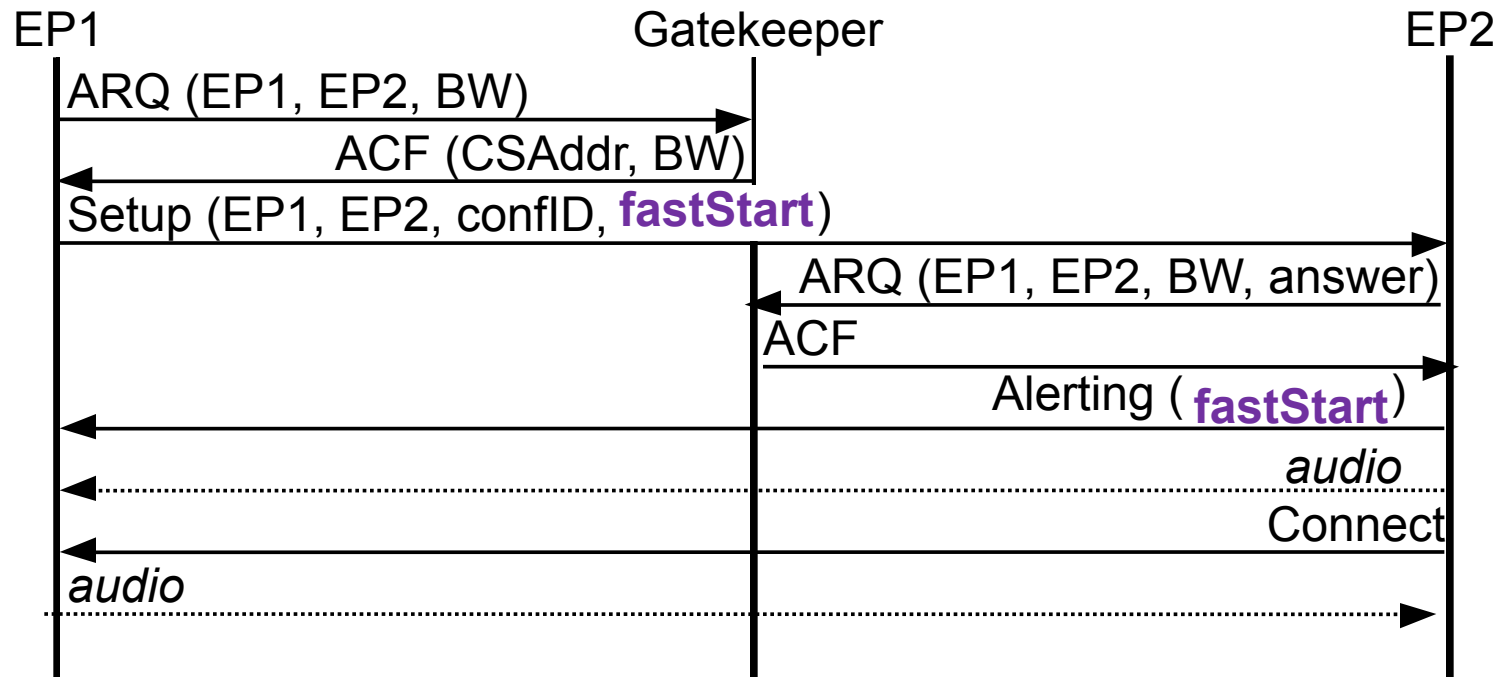 EP1 Gatekeeper EP2
ARQ (EP1, EP2, BW)
ACF (CSAddr, BW)
Setup (EP1, EP2, confID, fastStart)
ARQ (EP1, EP2, BW, answer)
ACF
Alerting ( fastStart)
audio
Connect
audio